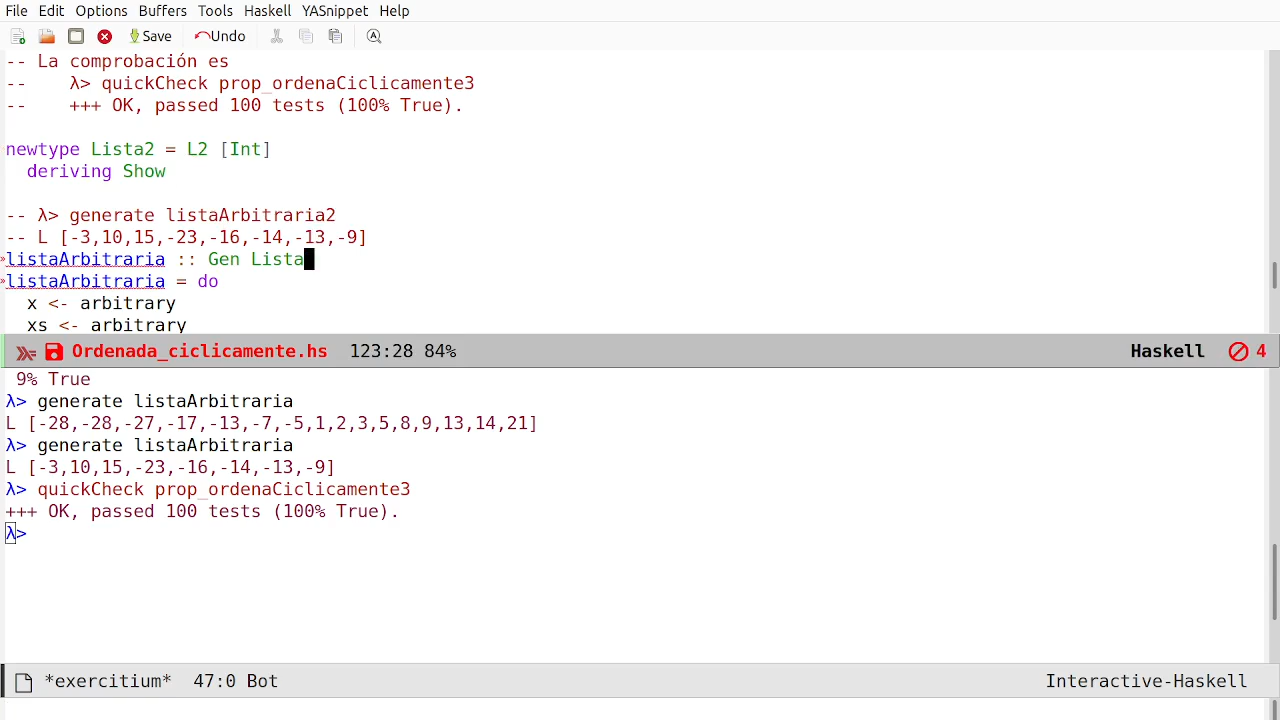 File Edit Options Buffers Tools Haskell YASnippet Help
Save Undo
-- La comprobación es
--    λ> quickCheck prop_ordenaCiclicamente3
--    +++ OK, passed 100 tests (100% True).
newtype Lista2 = L2 [Int]
  deriving Show
-- λ> generate listaArbitraria2
-- L [-3,10,15,-23,-16,-14,-13,-9]
listaArbitraria :: Gen Lista
listaArbitraria = do
  x <- arbitrary
  xs <- arbitrary
Ordenada_ciclicamente.hs 123:28 84% Haskell 4
 9% True
λ> generate listaArbitraria
L [-28,-28,-27,-17,-13,-7,-5,1,2,3,5,8,9,13,14,21]
λ> generate listaArbitraria
L [-3,10,15,-23,-16,-14,-13,-9]
λ> quickCheck prop_ordenaCiclicamente3
+++ OK, passed 100 tests (100% True).
λ>
*exercitium* 47:0 Bot Interactive-Haskell